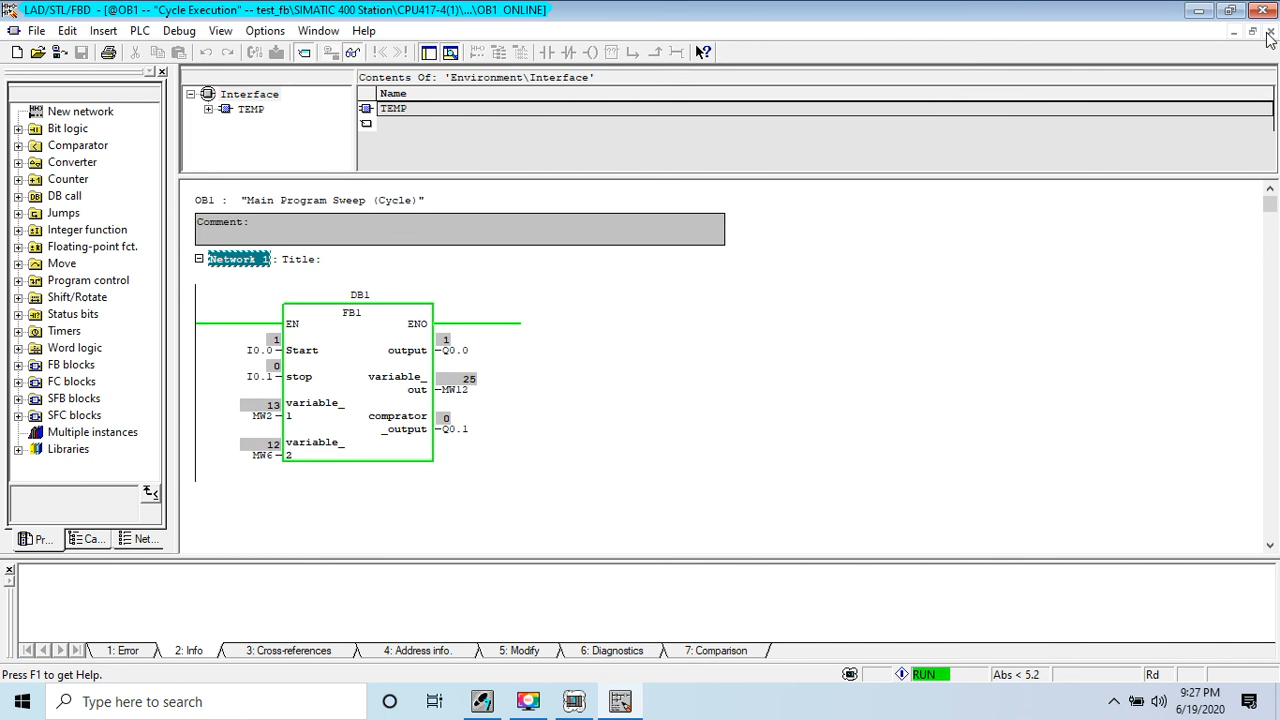 LAD/STL/FBD - [@OB1 -- "Cycle Execution" -- test_fb\SIMATIC 400 Station\CPU417-4(1)\...\OB1 ONLINE]
File Edit Insert PLC Debug View Options Window Help
Contents Of: 'Environment\Interface'
Interface
TEMP
Name
TEMP
New network
Bit logic
Comparator
Converter
Counter
DB call
Jumps
Integer function
Floating-point fct.
Move
Program control
Shift/Rotate
Status bits
Timers
Word logic
FB blocks
FC blocks
SFB blocks
SFC blocks
Multiple instances
Libraries
Pr... Ca... Net...
OB1 : "Main Program Sweep (Cycle)"
Comment:
Network 1: Title:
DB1
FB1
EN ENO
1 1
I0.0 Start output Q0.0
0
I0.1 stop variable_ 25
out MW12
13 variable_
MW2 1 comprator 0
_output Q0.1
12 variable_
MW6 2
1: Error 2: Info 3: Cross-references 4: Address info. 5: Modify 6: Diagnostics 7: Comparison
Press F1 to get Help. RUN Abs < 5.2 Rd
Type here to search 9:27 PM
6/19/2020